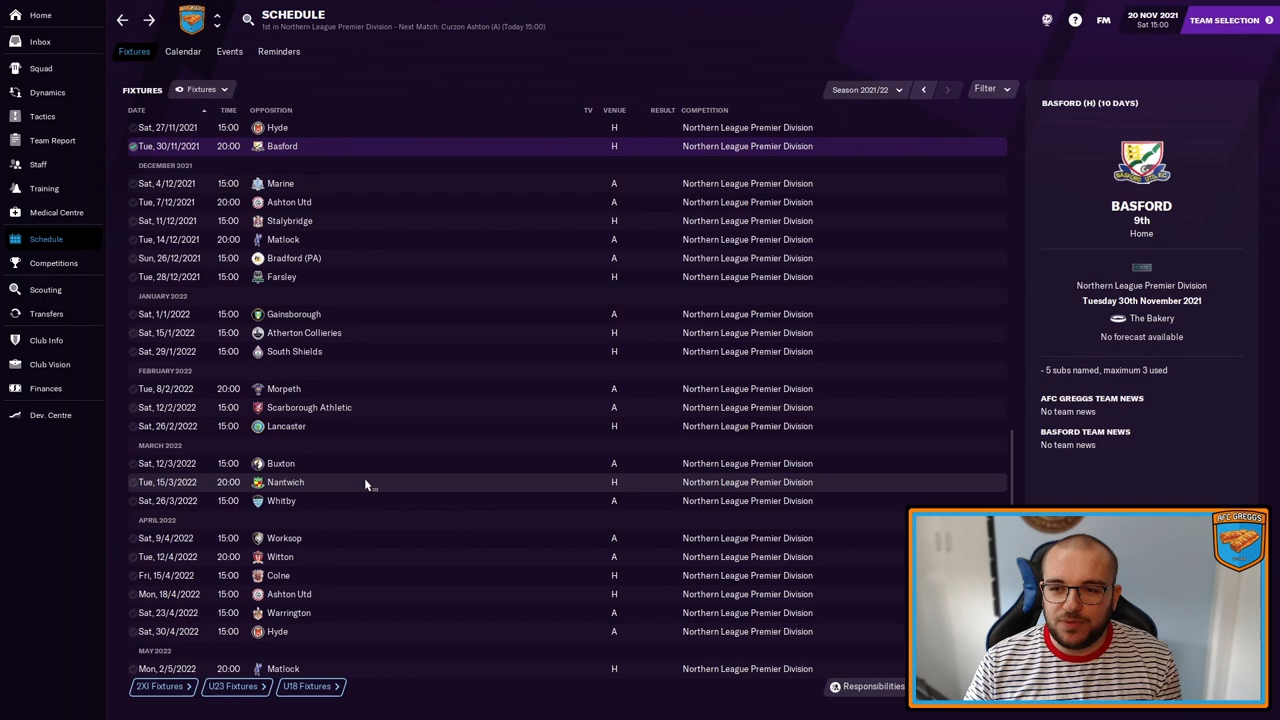 Home
Inbox
Squad
Dynamics
Tactics
Team Report
Staff
Training
Medical Centre
Schedule
Competitions
Scouting
Transfers
Club Info
Club Vision
Finances
Dev. Centre
SCHEDULE
1st in Northern League Premier Division - Next Match: Curzon Ashton (A) (Today 15:00)
FM
20 NOV 2021
Sat 15:00
TEAM SELECTION
Fixtures Calendar Events Reminders
FIXTURES Fixtures Season 2021/22 Filter
DATE TIME OPPOSITION TV VENUE RESULT COMPETITION
Sat, 27/11/2021 15:00 Hyde H Northern League Premier Division
Tue, 30/11/2021 20:00 Basford H Northern League Premier Division
DECEMBER 2021
Sat, 4/12/2021 15:00 Marine A Northern League Premier Division
Tue, 7/12/2021 20:00 Ashton Utd A Northern League Premier Division
Sat, 11/12/2021 15:00 Stalybridge H Northern League Premier Division
Tue, 14/12/2021 20:00 Matlock A Northern League Premier Division
Sun, 26/12/2021 15:00 Bradford (PA) A Northern League Premier Division
Tue, 28/12/2021 15:00 Farsley H Northern League Premier Division
JANUARY 2022
Sat, 1/1/2022 15:00 Gainsborough A Northern League Premier Division
Sat, 15/1/2022 15:00 Atherton Collieries H Northern League Premier Division
Sat, 29/1/2022 15:00 South Shields H Northern League Premier Division
FEBRUARY 2022
Tue, 8/2/2022 20:00 Morpeth A Northern League Premier Division
Sat, 12/2/2022 15:00 Scarborough Athletic A Northern League Premier Division
Sat, 26/2/2022 15:00 Lancaster A Northern League Premier Division
MARCH 2022
Sat, 12/3/2022 15:00 Buxton A Northern League Premier Division
Tue, 15/3/2022 20:00 Nantwich H Northern League Premier Division
Sat, 26/3/2022 15:00 Whitby A Northern League Premier Division
APRIL 2022
Sat, 9/4/2022 15:00 Worksop A Northern League Premier Division
Tue, 12/4/2022 20:00 Witton A Northern League Premier Division
Fri, 15/4/2022 15:00 Colne H Northern League Premier Division
Mon, 18/4/2022 15:00 Ashton Utd H Northern League Premier Division
Sat, 23/4/2022 15:00 Warrington A Northern League Premier Division
Sat, 30/4/2022 15:00 Hyde A Northern League Premier Division
MAY 2022
Mon, 2/5/2022 20:00 Matlock H Northern League Premier Division
2XI Fixtures U23 Fixtures U18 Fixtures Responsibilities
BASFORD (H) (10 DAYS)
BASFORD
9th
Home
Northern League Premier Division
Tuesday 30th November 2021
The Bakery
No forecast available
- 5 subs named, maximum 3 used
AFC GREGGS TEAM NEWS
No team news
BASFORD TEAM NEWS
No team news
AFC GREGGS